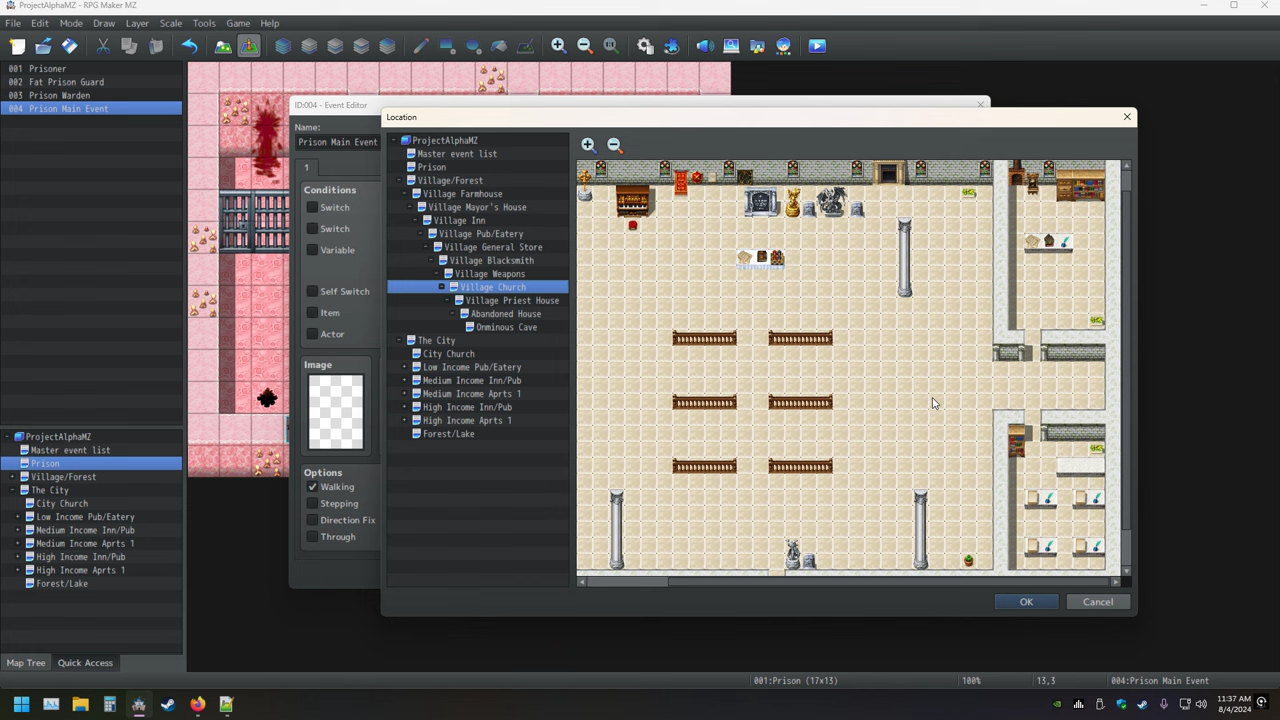 ProjectAlphaMZ - RPG Maker MZ
File Edit Mode Draw Layer Scale Tools Game Help
001 Prisoner
002 Fat Prison Guard
003 Prison Warden
004 Prison Main Event
ID:004 - Event Editor
Name:
Prison Main Event
1
Conditions
Switch
Switch
Variable
Self Switch
Item
Actor
Image
Options
Walking
Stepping
Direction Fix
Through
Location
ProjectAlphaMZ
Master event list
Prison
Village/Forest
Village Farmhouse
Village Mayor's House
Village Inn
Village Pub/Eatery
Village General Store
Village Blacksmith
Village Weapons
Village Church
Village Priest House
Abandoned House
Onminous Cave
The City
City Church
Low Income Pub/Eatery
Medium Income Inn/Pub
Medium Income Aprts 1
High Income Inn/Pub
High Income Aprts 1
Forest/Lake
OK
Cancel
ProjectAlphaMZ
Master event list
Prison
Village/Forest
The City
City Church
Low Income Pub/Eatery
Medium Income Inn/Pub
Medium Income Aprts 1
High Income Inn/Pub
High Income Aprts 1
Forest/Lake
Map Tree Quick Access
001:Prison (17x13) 100% 13,3 004:Prison Main Event
11:37 AM
8/4/2024